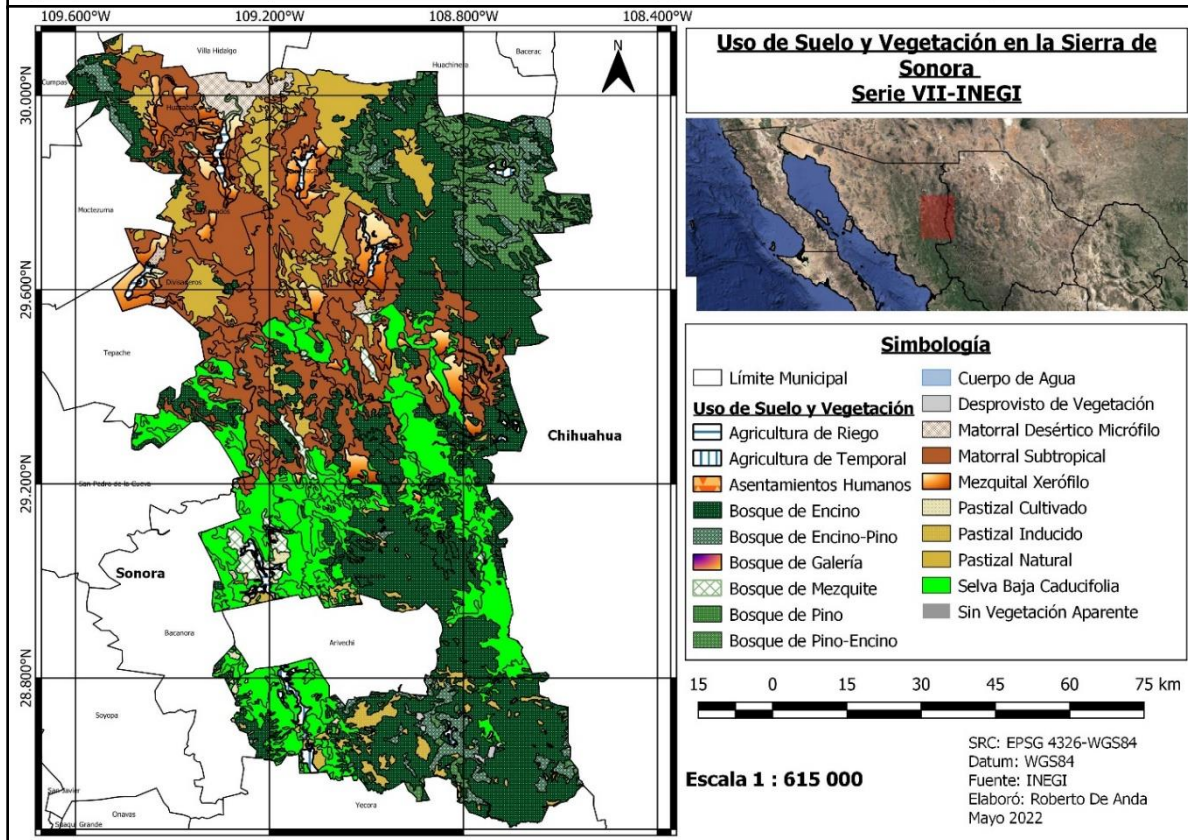 109.600°W 109.200°W 108.800°W 108.400°W
30.000°N
29.600°N
29.200°N
28.800°N
N
Villa Hidalgo
Bacerac
Huachinera
Cumpas
Moctezuma
Divisaderos
Tepache
Chihuahua
San Pedro de la Cueva
Sonora
Bacanora
Arivechi
Soyopa
San Javier
Onavas
Suaqui Grande
Yecora
Uso de Suelo y Vegetación en la Sierra de
Sonora
Serie VII-INEGI
Simbología
Límite Municipal
Uso de Suelo y Vegetación
Agricultura de Riego
Agricultura de Temporal
Asentamientos Humanos
Bosque de Encino
Bosque de Encino-Pino
Bosque de Galería
Bosque de Mezquite
Bosque de Pino
Bosque de Pino-Encino
Cuerpo de Agua
Desprovisto de Vegetación
Matorral Desértico Micrófilo
Matorral Subtropical
Mezquital Xerófilo
Pastizal Cultivado
Pastizal Inducido
Pastizal Natural
Selva Baja Caducifolia
Sin Vegetación Aparente
15 0 15 30 45 60 75 km
Escala 1 : 615 000
SRC: EPSG 4326-WGS84
Datum: WGS84
Fuente: INEGI
Elaboró: Roberto De Anda
Mayo 2022